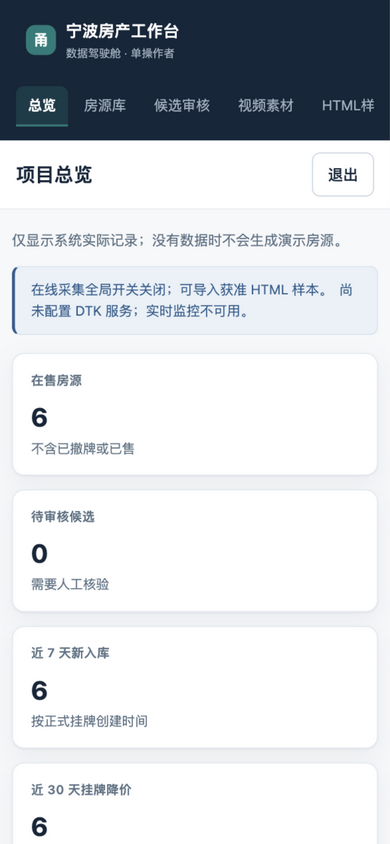 甬
宁波房产工作台
数据驾驶舱 · 单操作者
总览 房源库 候选审核 视频素材 HTML样
项目总览
退出
仅显示系统实际记录；没有数据时不会生成演示房源。
在线采集全局开关关闭；可导入获准 HTML 样本。 尚
未配置 DTK 服务；实时监控不可用。
在售房源
6
不含已撤牌或已售
待审核候选
0
需要人工核验
近 7 天新入库
6
按正式挂牌创建时间
近 30 天挂牌降价
6